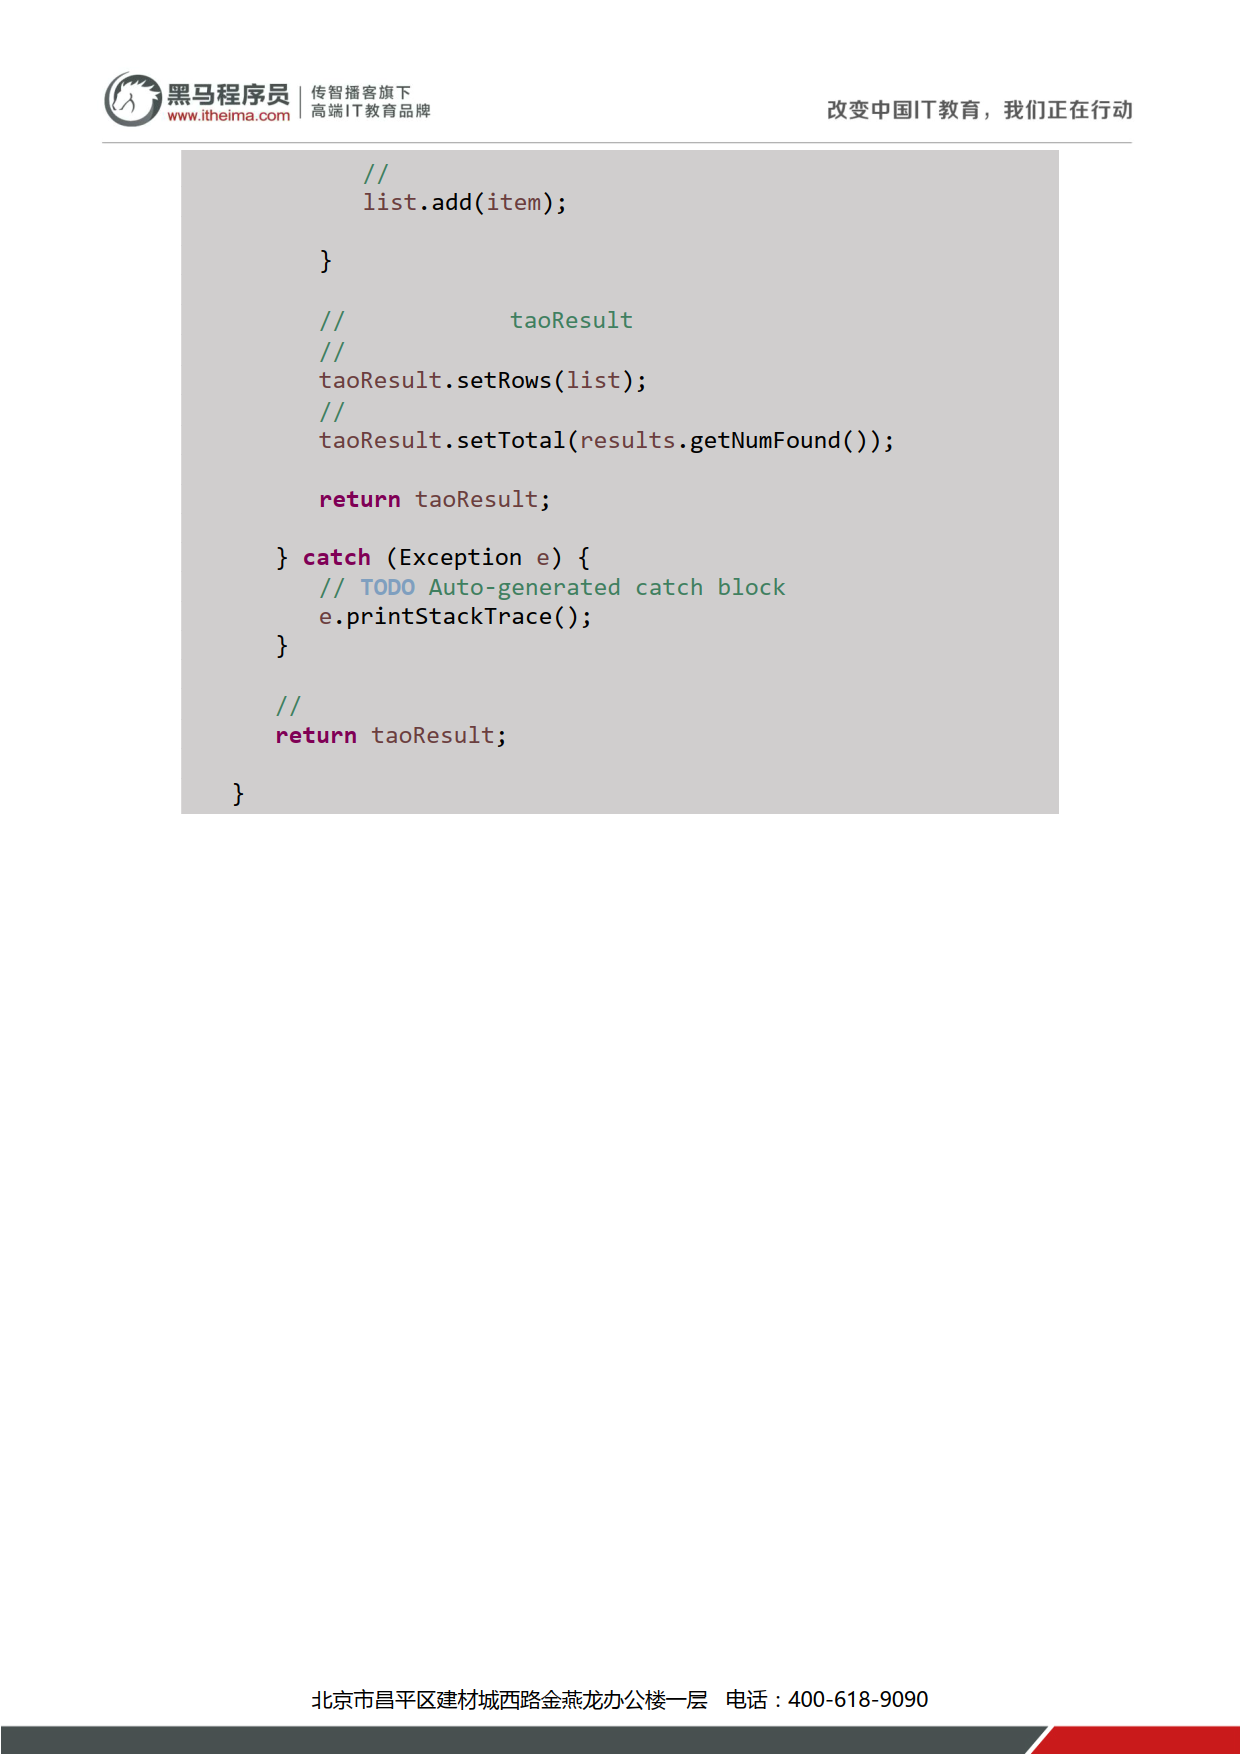 黑马程序员
www.itheima.com
传智播客旗下
高端IT教育品牌
改变中国IT教育，我们正在行动
//
list.add(item);
}
// taoResult
//
taoResult.setRows(list);
//
taoResult.setTotal(results.getNumFound());
return taoResult;
} catch (Exception e) {
// TODO Auto-generated catch block
e.printStackTrace();
}
//
return taoResult;
}
北京市昌平区建材城西路金燕龙办公楼一层 电话：400-618-9090